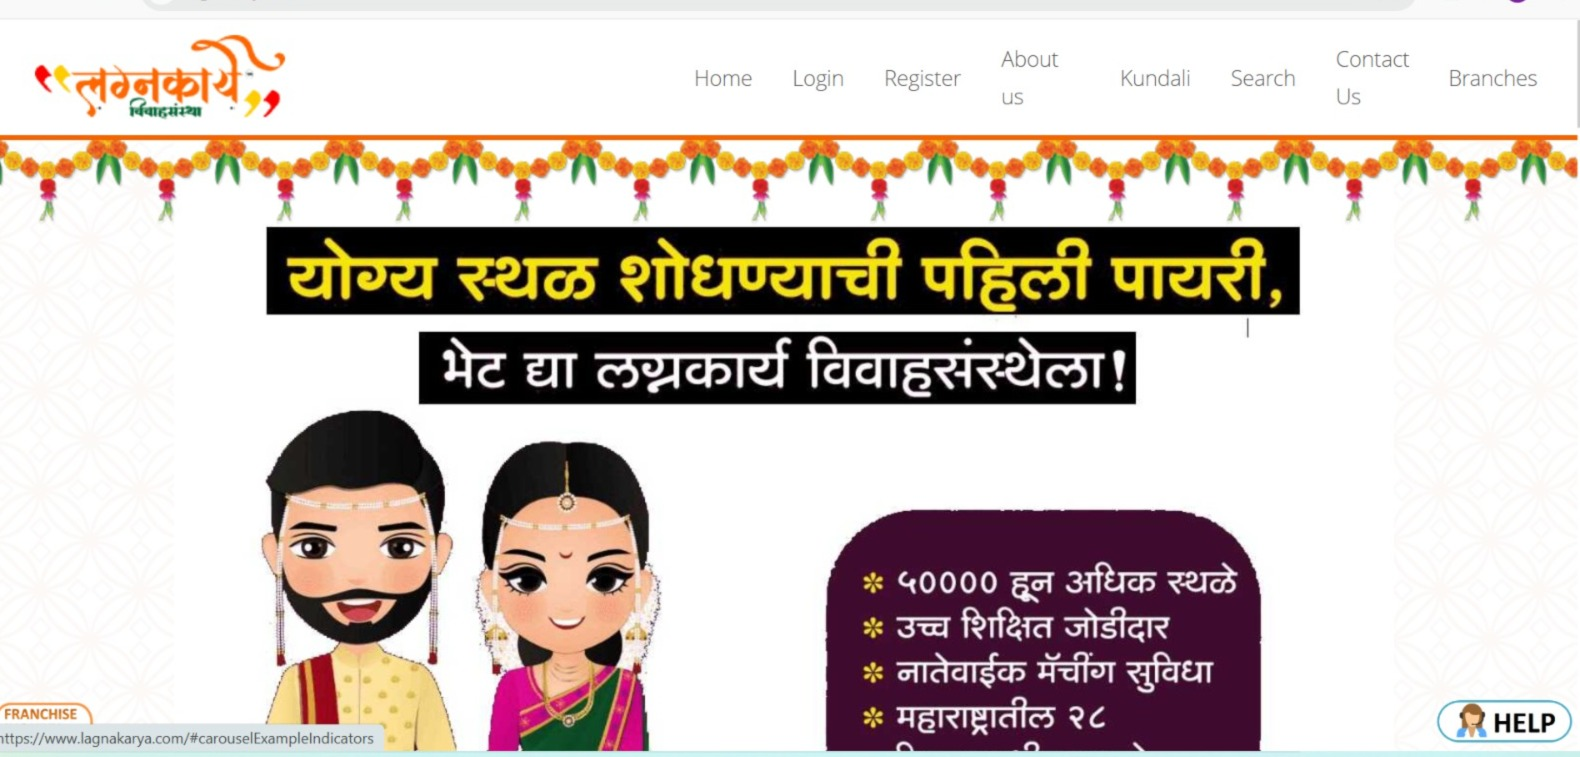 लग्नकार्य
विवाहसंस्था
Home Login Register About us Kundali Search Contact Us Branches
योग्य स्थळ शोधण्याची पहिली पायरी,
भेट द्या लग्नकार्य विवाहसंस्थेला!
५०००० हून अधिक स्थळे
उच्च शिक्षित जोडीदार
नातेवाईक मॅचींग सुविधा
महाराष्ट्रातील २८
FRANCHISE
HELP
https://www.lagnakarya.com/#carouselExampleIndicators